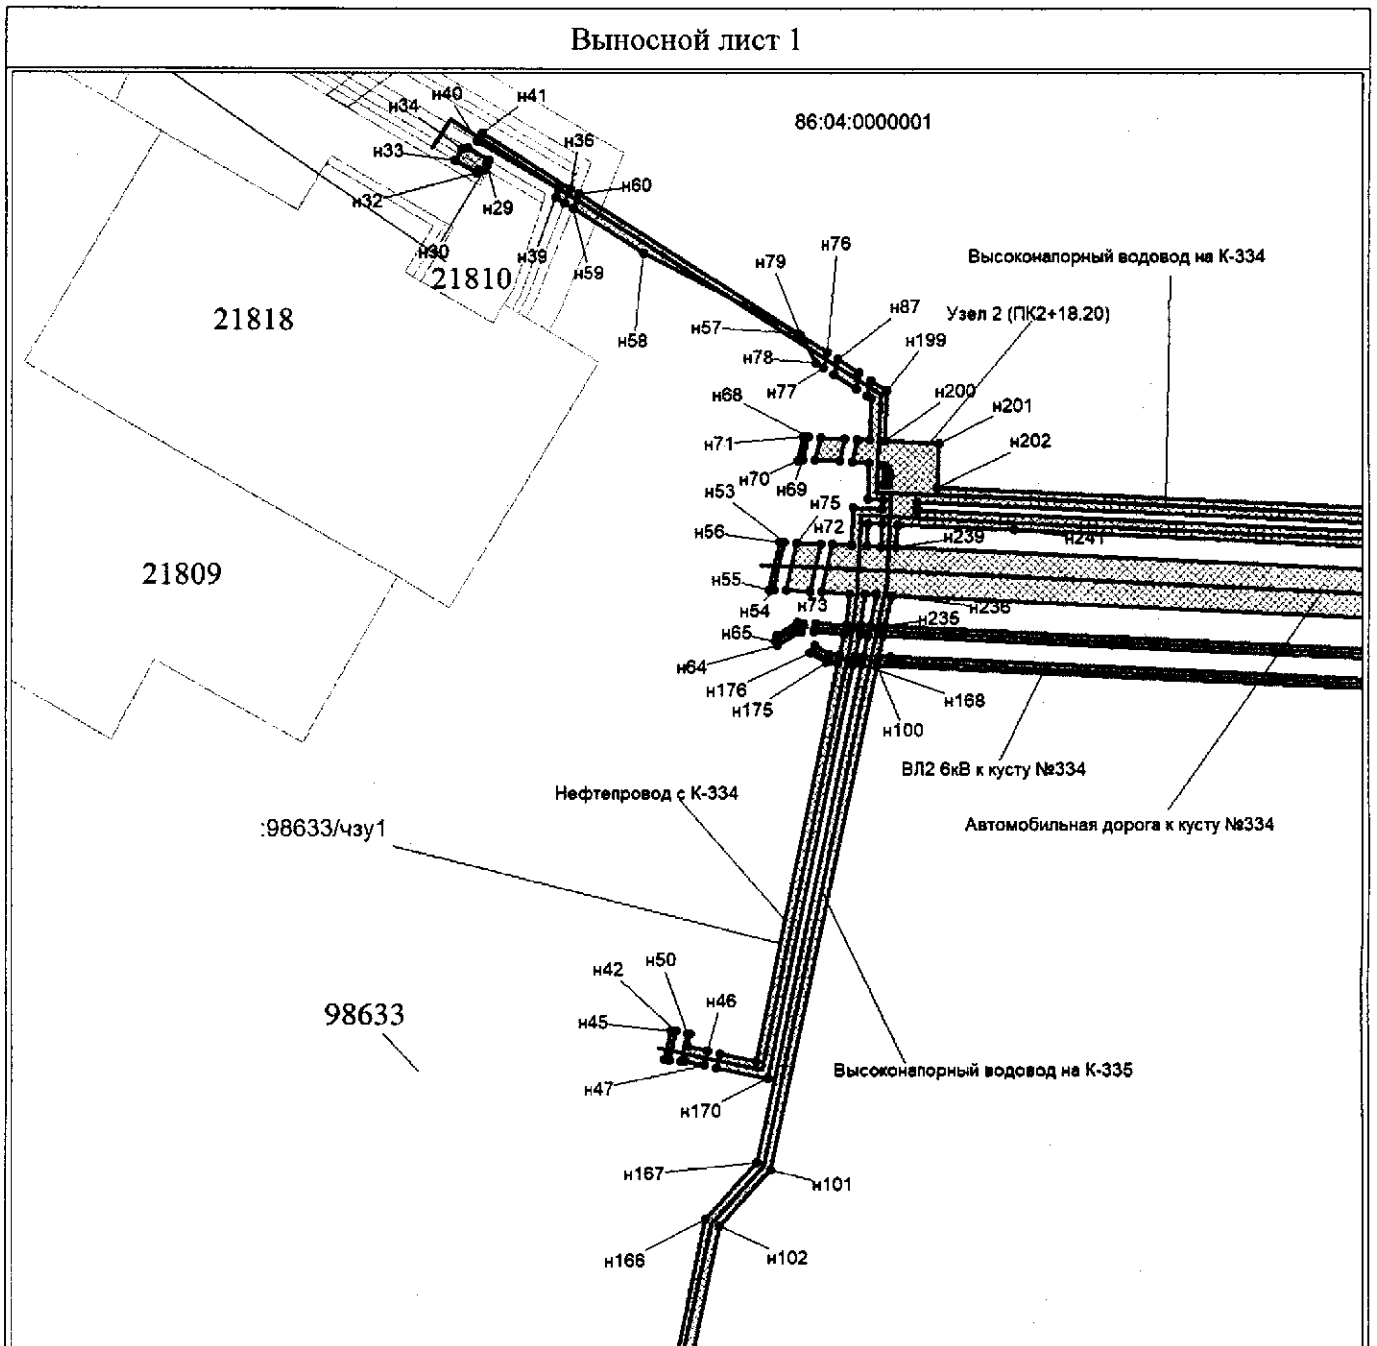 Выносной лист 1
86:04:0000001
н40
н41
н34
н36
н33
н60
н32
н29
н30
н39
н59
21810
21818
н58
н79
н76
н57
н87
н78
н77
н199
Высоконапорный водовод на К-334
Узел 2 (ПК2+18.20)
н68
н200
н201
н71
н202
н70
н69
н53
н75
н56
н72
н239
н241
21809
н55
н54
н73
н236
н65
н235
н64
н176
н175
н168
н100
ВЛ2 6кВ к кусту №334
Нефтепровод с К-334
:98633/чзу1
Автомобильная дорога к кусту №334
н42
н50
н46
н45
98633
н47
н170
Высоконапорный водовод на К-335
н167
н101
н166
н102